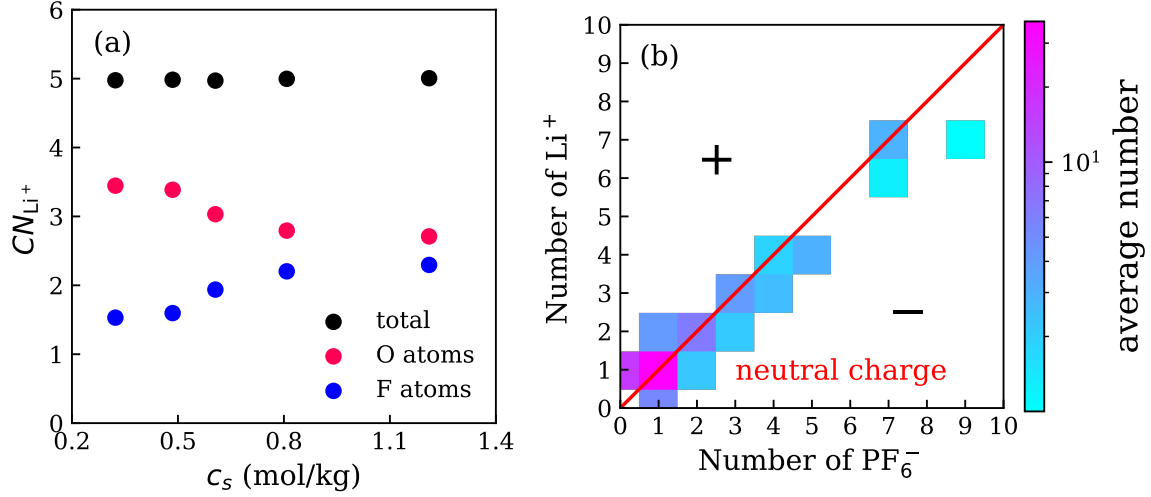 (a)
6
5
4
3
2
1
0
CN_Li⁺
total
O atoms
F atoms
0.2 0.5 0.8 1.1 1.4
c_s (mol/kg)
(b)
10
9
8
7
6
5
4
3
2
1
0
Number of Li⁺
+
−
neutral charge
0 1 2 3 4 5 6 7 8 9 10
Number of PF₆⁻
10¹
average number